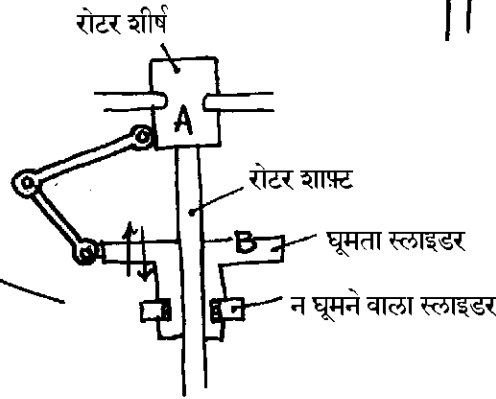 रोटर शीर्ष
A
रोटर शाफ़्ट
B
घूमता स्लाइडर
न घूमने वाला स्लाइडर